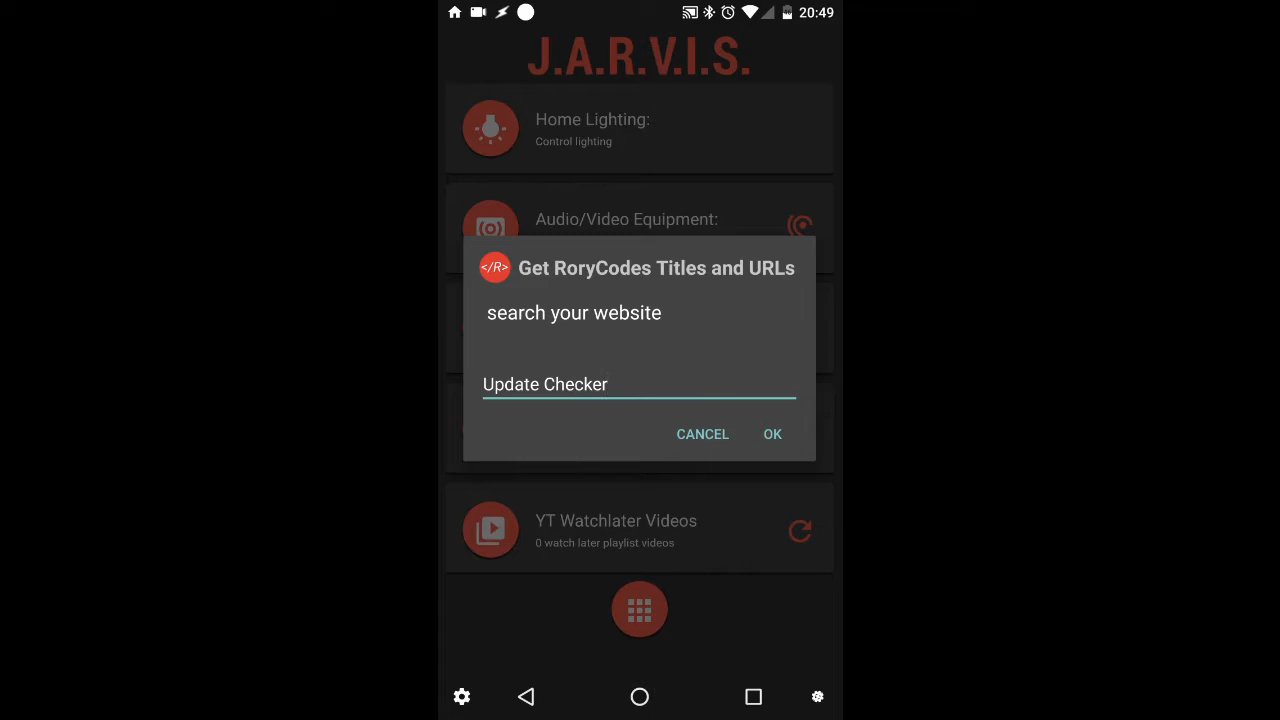 20:49
J.A.R.V.I.S.
Home Lighting:
Control lighting
Audio/Video Equipment:
</R> Get RoryCodes Titles and URLs
search your website
Update Checker
CANCEL OK
YT Watchlater Videos
0 watch later playlist videos